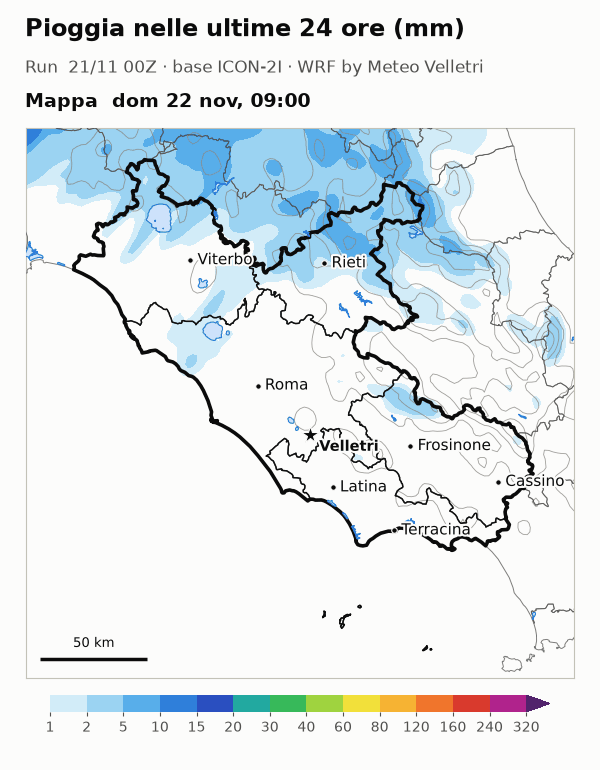 Pioggia nelle ultime 24 ore (mm)
Run 21/11 00Z · base ICON-2I · WRF by Meteo Velletri
Mappa dom 22 nov, 09:00
Viterbo
Rieti
Roma
Velletri
Frosinone
Latina
Cassino
Terracina
50 km
1 2 5 10 15 20 30 40 60 80 120 160 240 320